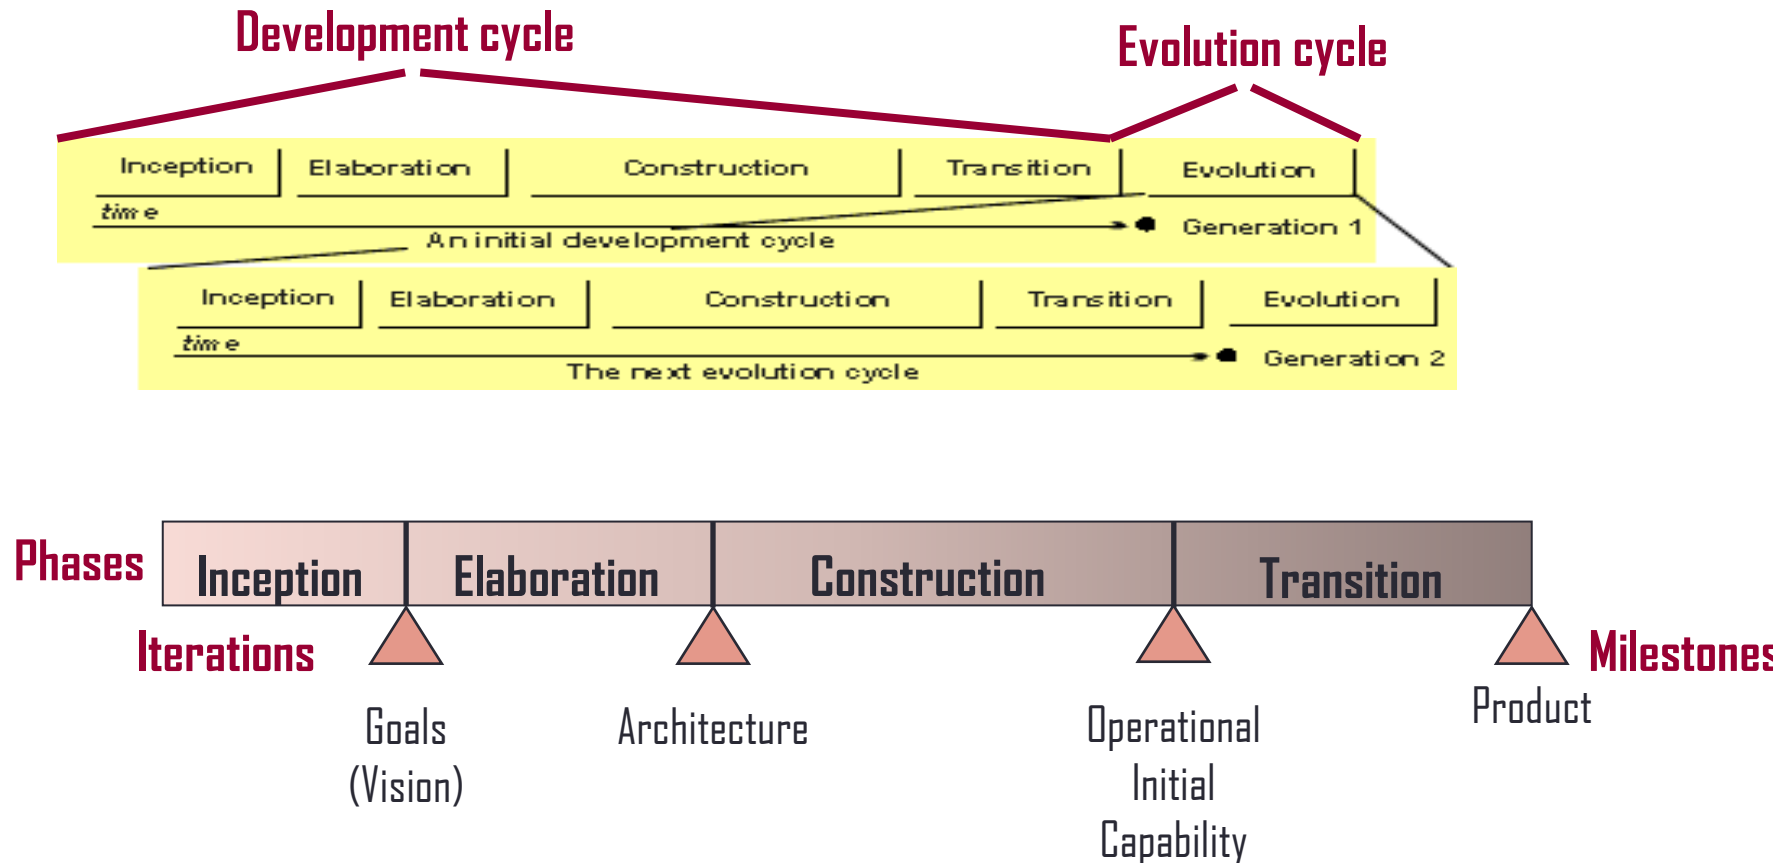 Development cycle
Evolution cycle
Inception Elaboration Construction Transition Evolution
time
Generation 1
An initial development cycle
Inception Elaboration Construction Transition Evolution
time
Generation 2
The next evolution cycle
Phases Inception Elaboration Construction Transition
Iterations
Milestones
Goals
(Vision)
Architecture
Operational
Initial
Capability
Product